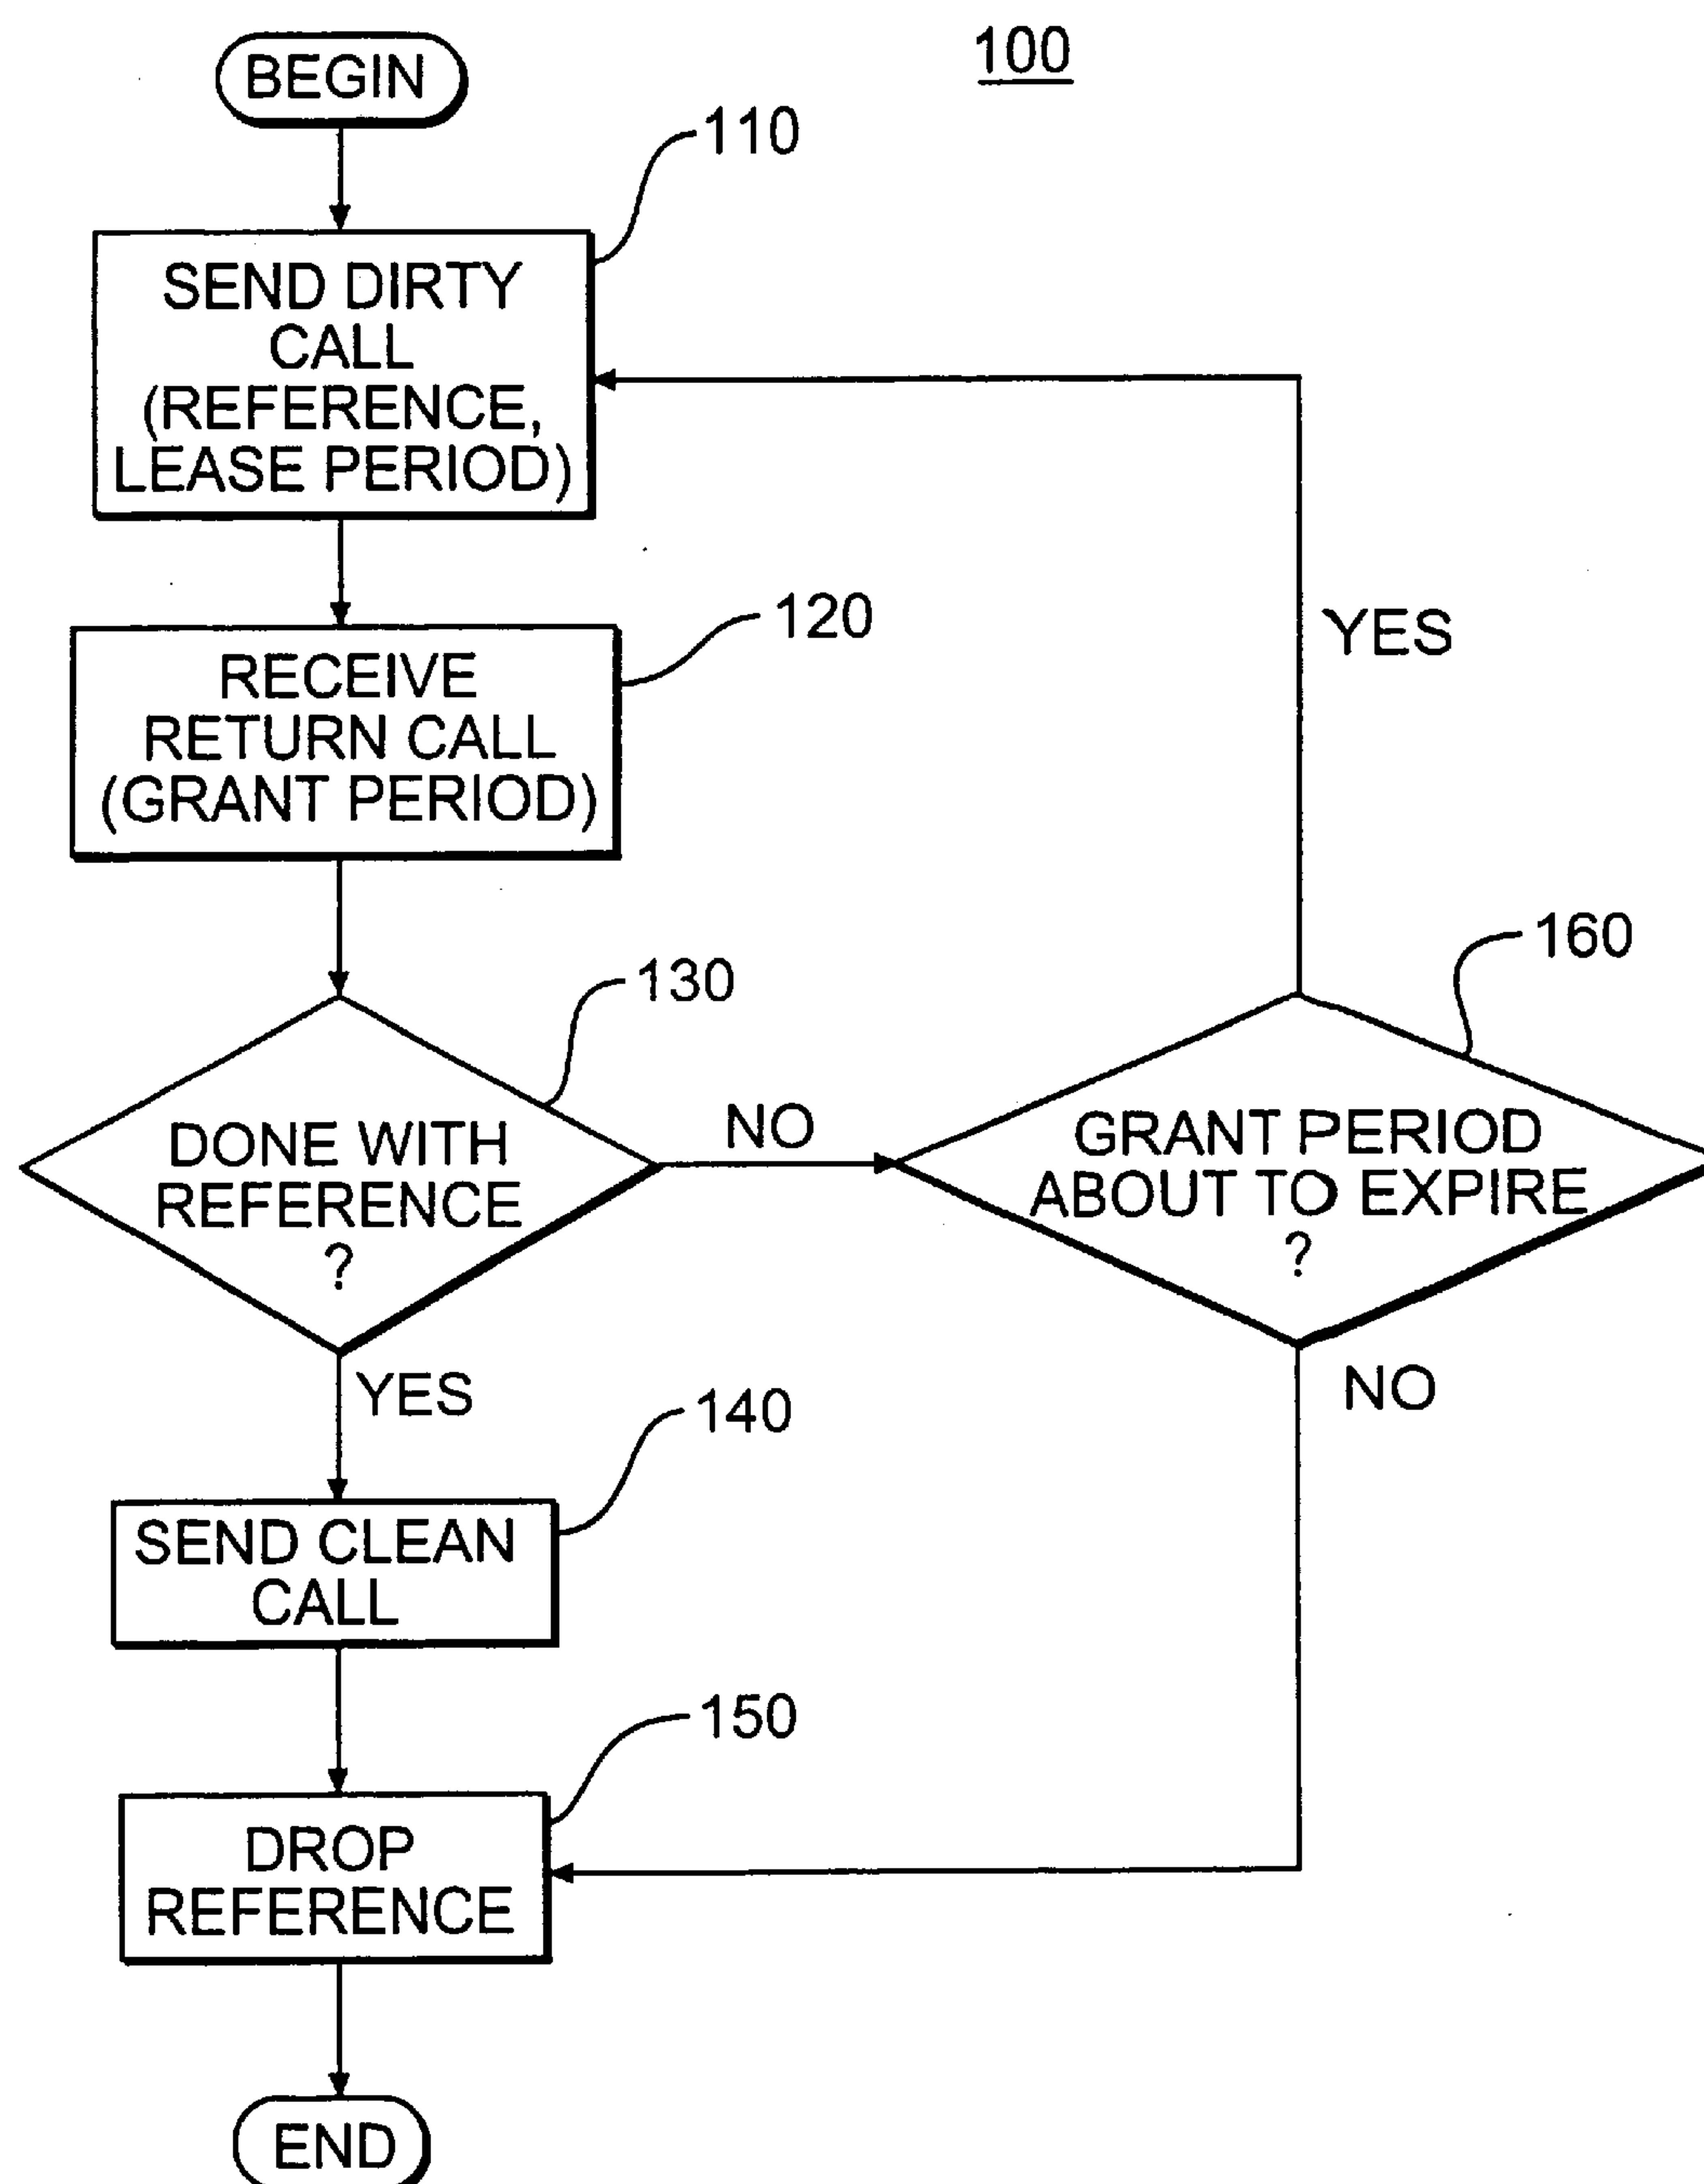 100
BEGIN
110
SEND DIRTY
CALL
(REFERENCE,
LEASE PERIOD)
120
RECEIVE
RETURN CALL
(GRANT PERIOD)
YES
130
DONE WITH
REFERENCE
?
NO
160
GRANT PERIOD
ABOUT TO EXPIRE
?
YES
NO
140
SEND CLEAN
CALL
150
DROP
REFERENCE
END